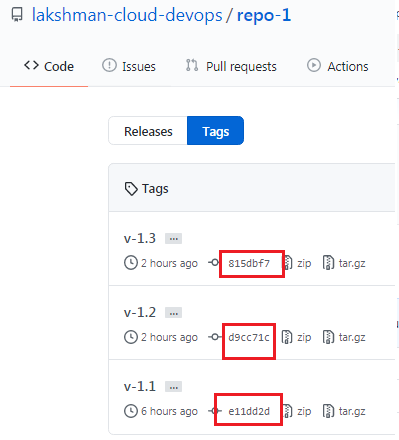 lakshman-cloud-devops / repo-1
<> Code Issues Pull requests Actions
Releases Tags
Tags
v-1.3 ...
2 hours ago 815dbf7 zip tar.gz
v-1.2 ...
2 hours ago d9cc71c zip tar.gz
v-1.1 ...
6 hours ago e11dd2d zip tar.gz